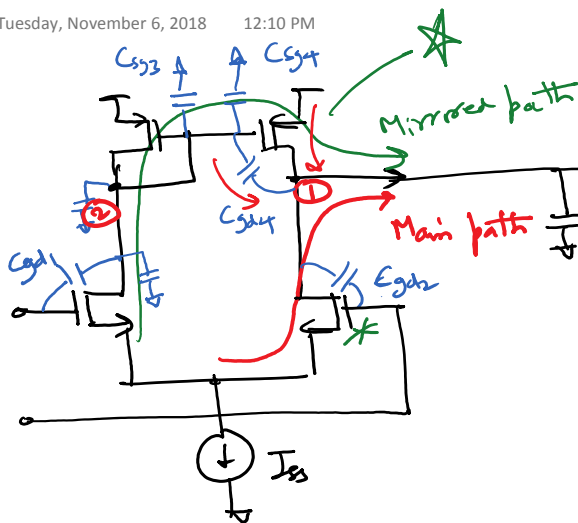 Tuesday, November 6, 2018 12:10 PM
Csg3
Csg4
Mirrored path
1
2
Cgd4
Main path
Cgd1
Cgd2
Iss